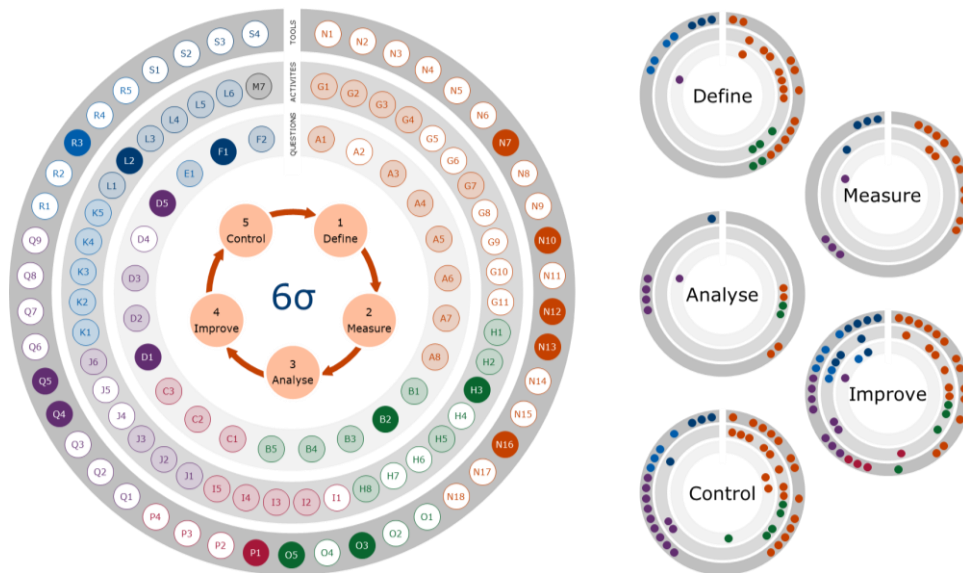 TOOLS
N1
N2
N3
N4
N5
N6
N7
N8
N9
N10
N11
N12
N13
N14
N15
N16
N17
N18
O1
O2
O3
O4
O5
P1
P2
P3
P4
Q1
Q2
Q3
Q4
Q5
Q6
Q7
Q8
Q9
R1
R2
R3
R4
R5
S1
S2
S3
S4
ACTIVITES
G1
G2
G3
G4
G5
G6
G7
G8
G9
G10
G11
H1
H2
H3
H4
H5
H6
H7
H8
I1
I2
I3
I4
I5
J1
J2
J3
J4
J5
J6
K1
K2
K3
K4
K5
L1
L2
L3
L4
L5
L6
M7
QUESTIONS
A1
A2
A3
A4
A5
A6
A7
A8
B1
B2
B3
B4
B5
C1
C2
C3
D1
D2
D3
D4
D5
E1
F1
F2
1
Define
2
Measure
3
Analyse
4
Improve
5
Control
6σ
Define
Measure
Analyse
Improve
Control